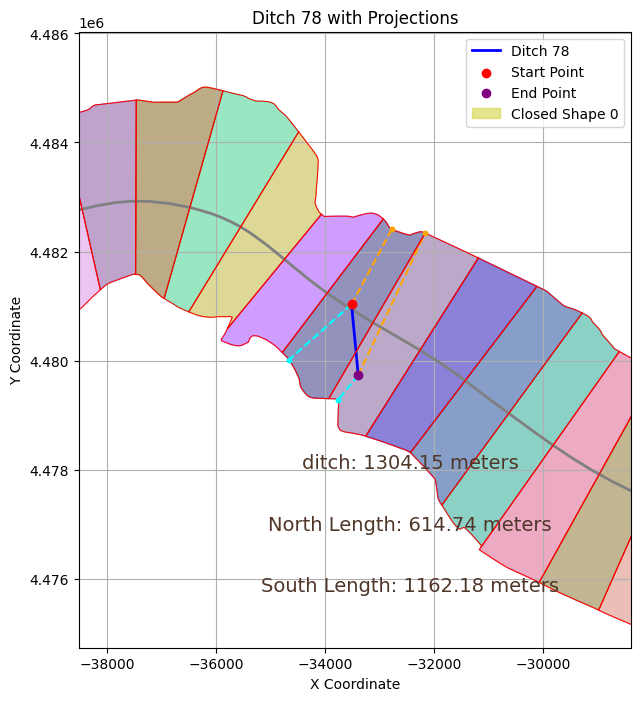 Ditch 78 with Projections
1e6
Ditch 78
Start Point
End Point
Closed Shape 0
4.486
4.484
4.482
4.480
4.478
4.476
Y Coordinate
ditch: 1304.15 meters
North Length: 614.74 meters
South Length: 1162.18 meters
−38000 −36000 −34000 −32000 −30000
X Coordinate